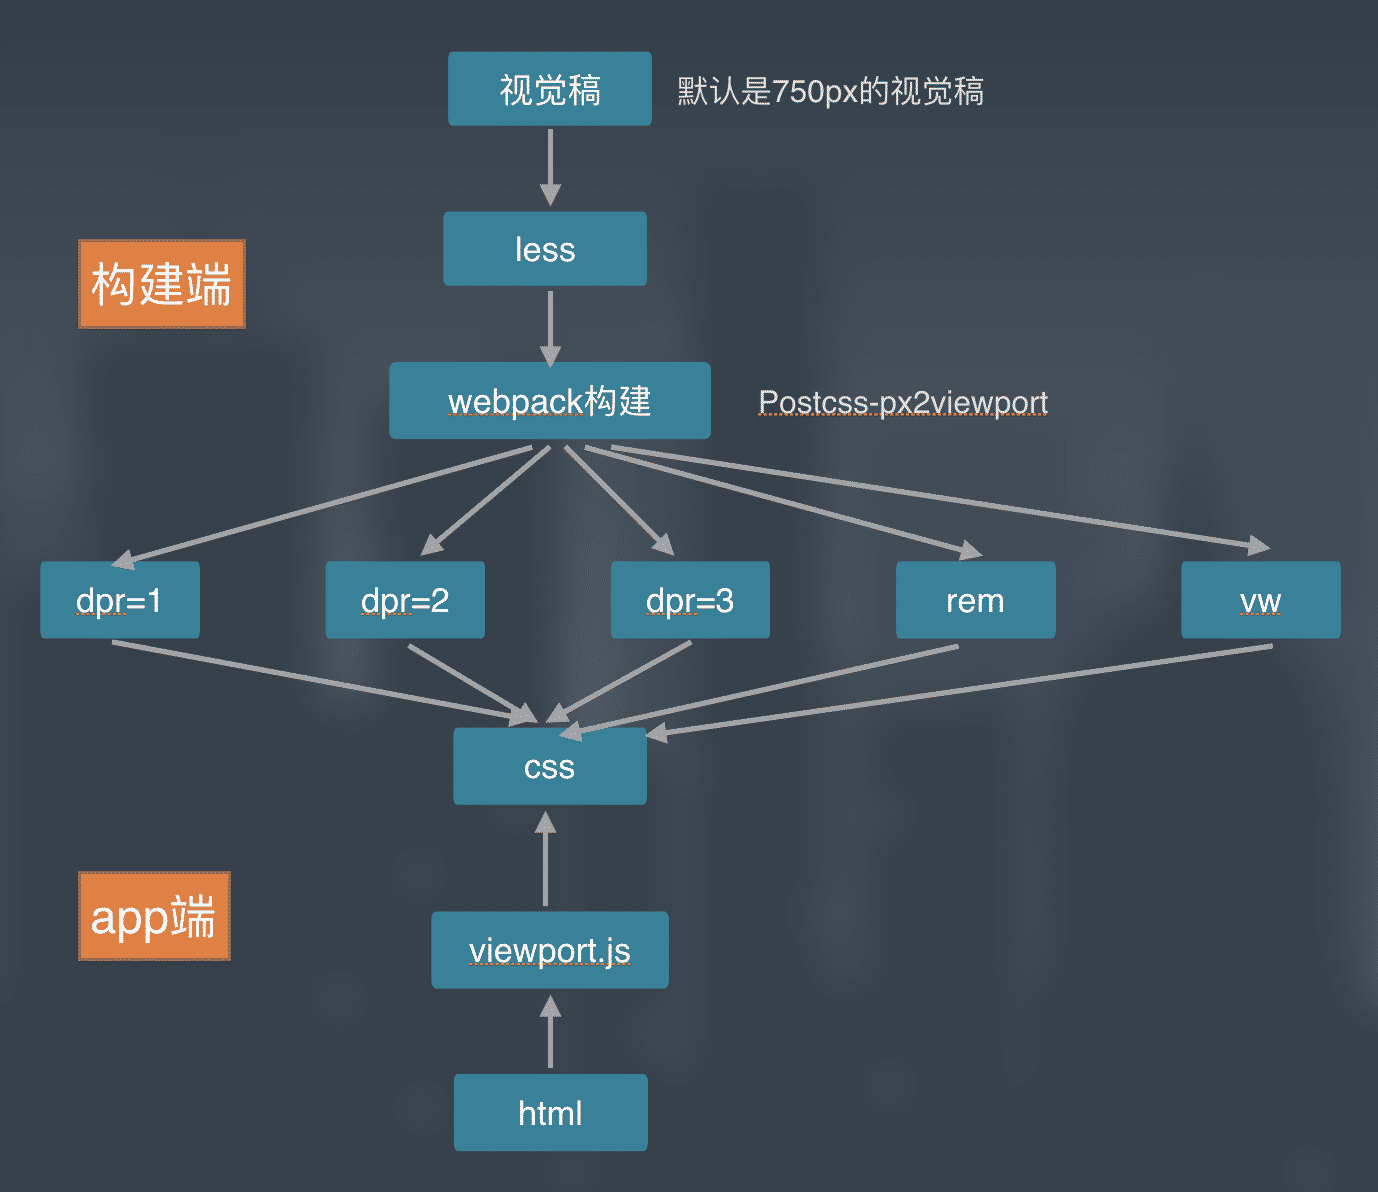 视觉稿
默认是750px的视觉稿
less
构建端
webpack构建
Postcss-px2viewport
dpr=1
dpr=2
dpr=3
rem
vw
css
app端
viewport.js
html